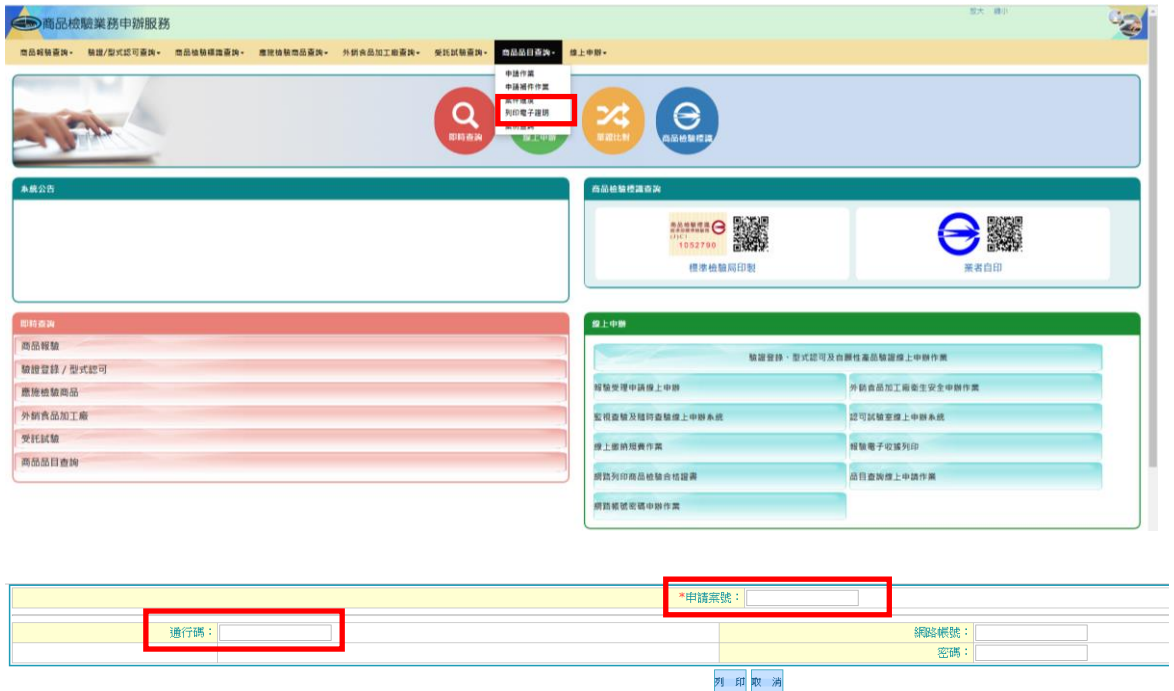 放大 縮小
商品檢驗業務申辦服務
商品報驗查詢 驗證/型式認可查詢 商品檢驗標識查詢 應施檢驗商品查詢 外銷食品加工廠查詢 受託試驗查詢 商品品目查詢 線上申辦
申請作業
申請補件作業
案件進度
列印電子證明
案例查詢
即時查詢
線上申辦
單證比對
商品檢驗標識
系統公告
商品檢驗標識查詢
商品檢驗標識
1052790
標準檢驗局印製
業者自印
即時查詢
商品報驗
驗證登錄 / 型式認可
應施檢驗商品
外銷食品加工廠
受託試驗
商品品目查詢
線上申辦
驗證登錄、型式認可及自願性產品驗證線上申辦作業
報驗受理申請線上申辦
外銷食品加工廠衛生安全申辦作業
監視查驗及隨時查驗線上申辦系統
認可試驗室線上申辦系統
線上繳納規費作業
報驗電子收據列印
網路列印商品檢驗合格證書
品目查詢線上申請作業
網路帳號密碼申辦作業
*申請案號：
通行碼：
網路帳號：
密碼：
列 印 取 消